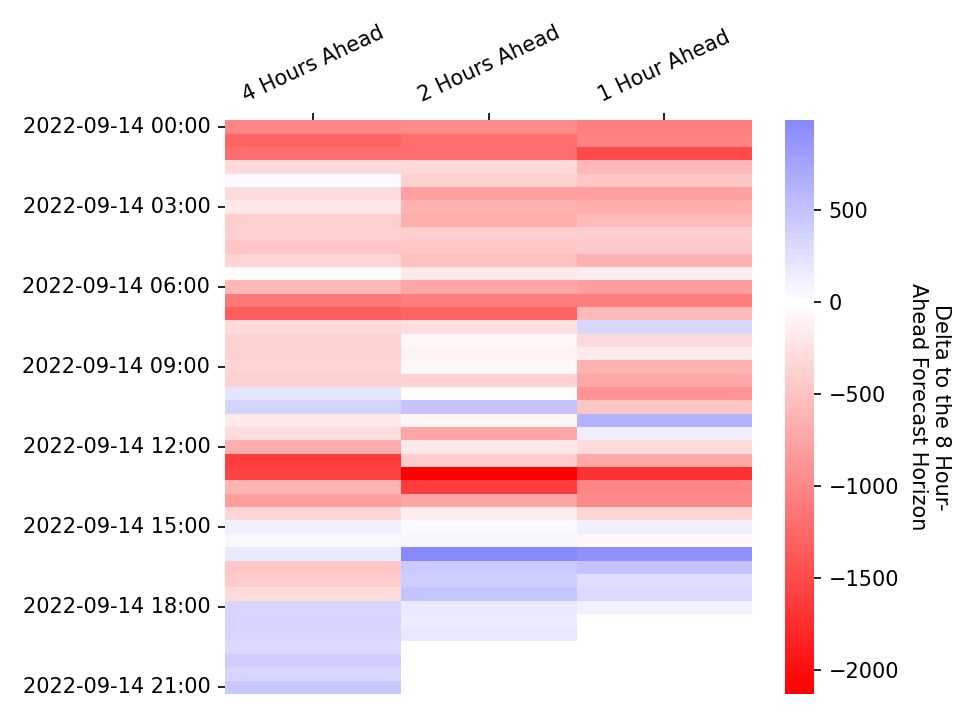 4 Hours Ahead
2 Hours Ahead
1 Hour Ahead
2022-09-14 00:00
2022-09-14 03:00
2022-09-14 06:00
2022-09-14 09:00
2022-09-14 12:00
2022-09-14 15:00
2022-09-14 18:00
2022-09-14 21:00
500
0
−500
−1000
−1500
−2000
Delta to the 8 Hour-
Ahead Forecast Horizon